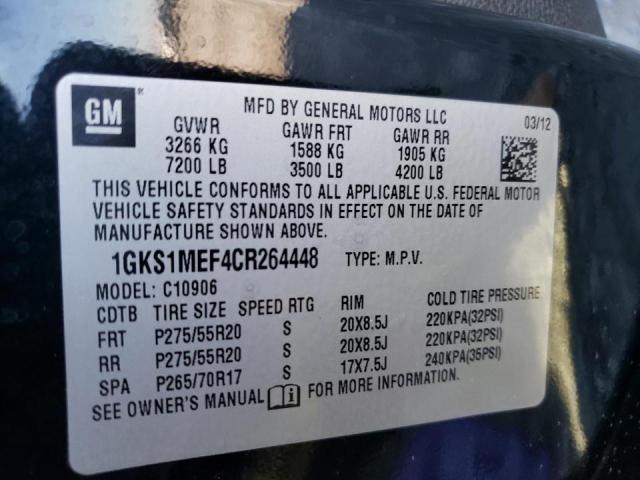 GM ®
MFD BY GENERAL MOTORS LLC
03/12
GVWR GAWR FRT GAWR RR
3266 KG 1588 KG 1905 KG
7200 LB 3500 LB 4200 LB
THIS VEHICLE CONFORMS TO ALL APPLICABLE U.S. FEDERAL MOTOR
VEHICLE SAFETY STANDARDS IN EFFECT ON THE DATE OF
MANUFACTURE SHOWN ABOVE.
1GKS1MEF4CR264448 TYPE: M.P.V.
MODEL: C10906
CDTB TIRE SIZE SPEED RTG RIM COLD TIRE PRESSURE
FRT P275/55R20 S 20X8.5J 220KPA(32PSI)
RR P275/55R20 S 20X8.5J 220KPA(32PSI)
SPA P265/70R17 S 17X7.5J 240KPA(35PSI)
SEE OWNER'S MANUAL i FOR MORE INFORMATION.